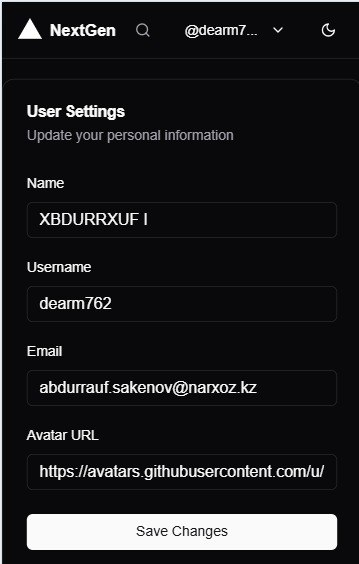 NextGen
@dearm7...
User Settings
Update your personal information
Name
XBDURRXUF I
Username
dearm762
Email
abdurrauf.sakenov@narxoz.kz
Avatar URL
https://avatars.githubusercontent.com/u/
Save Changes